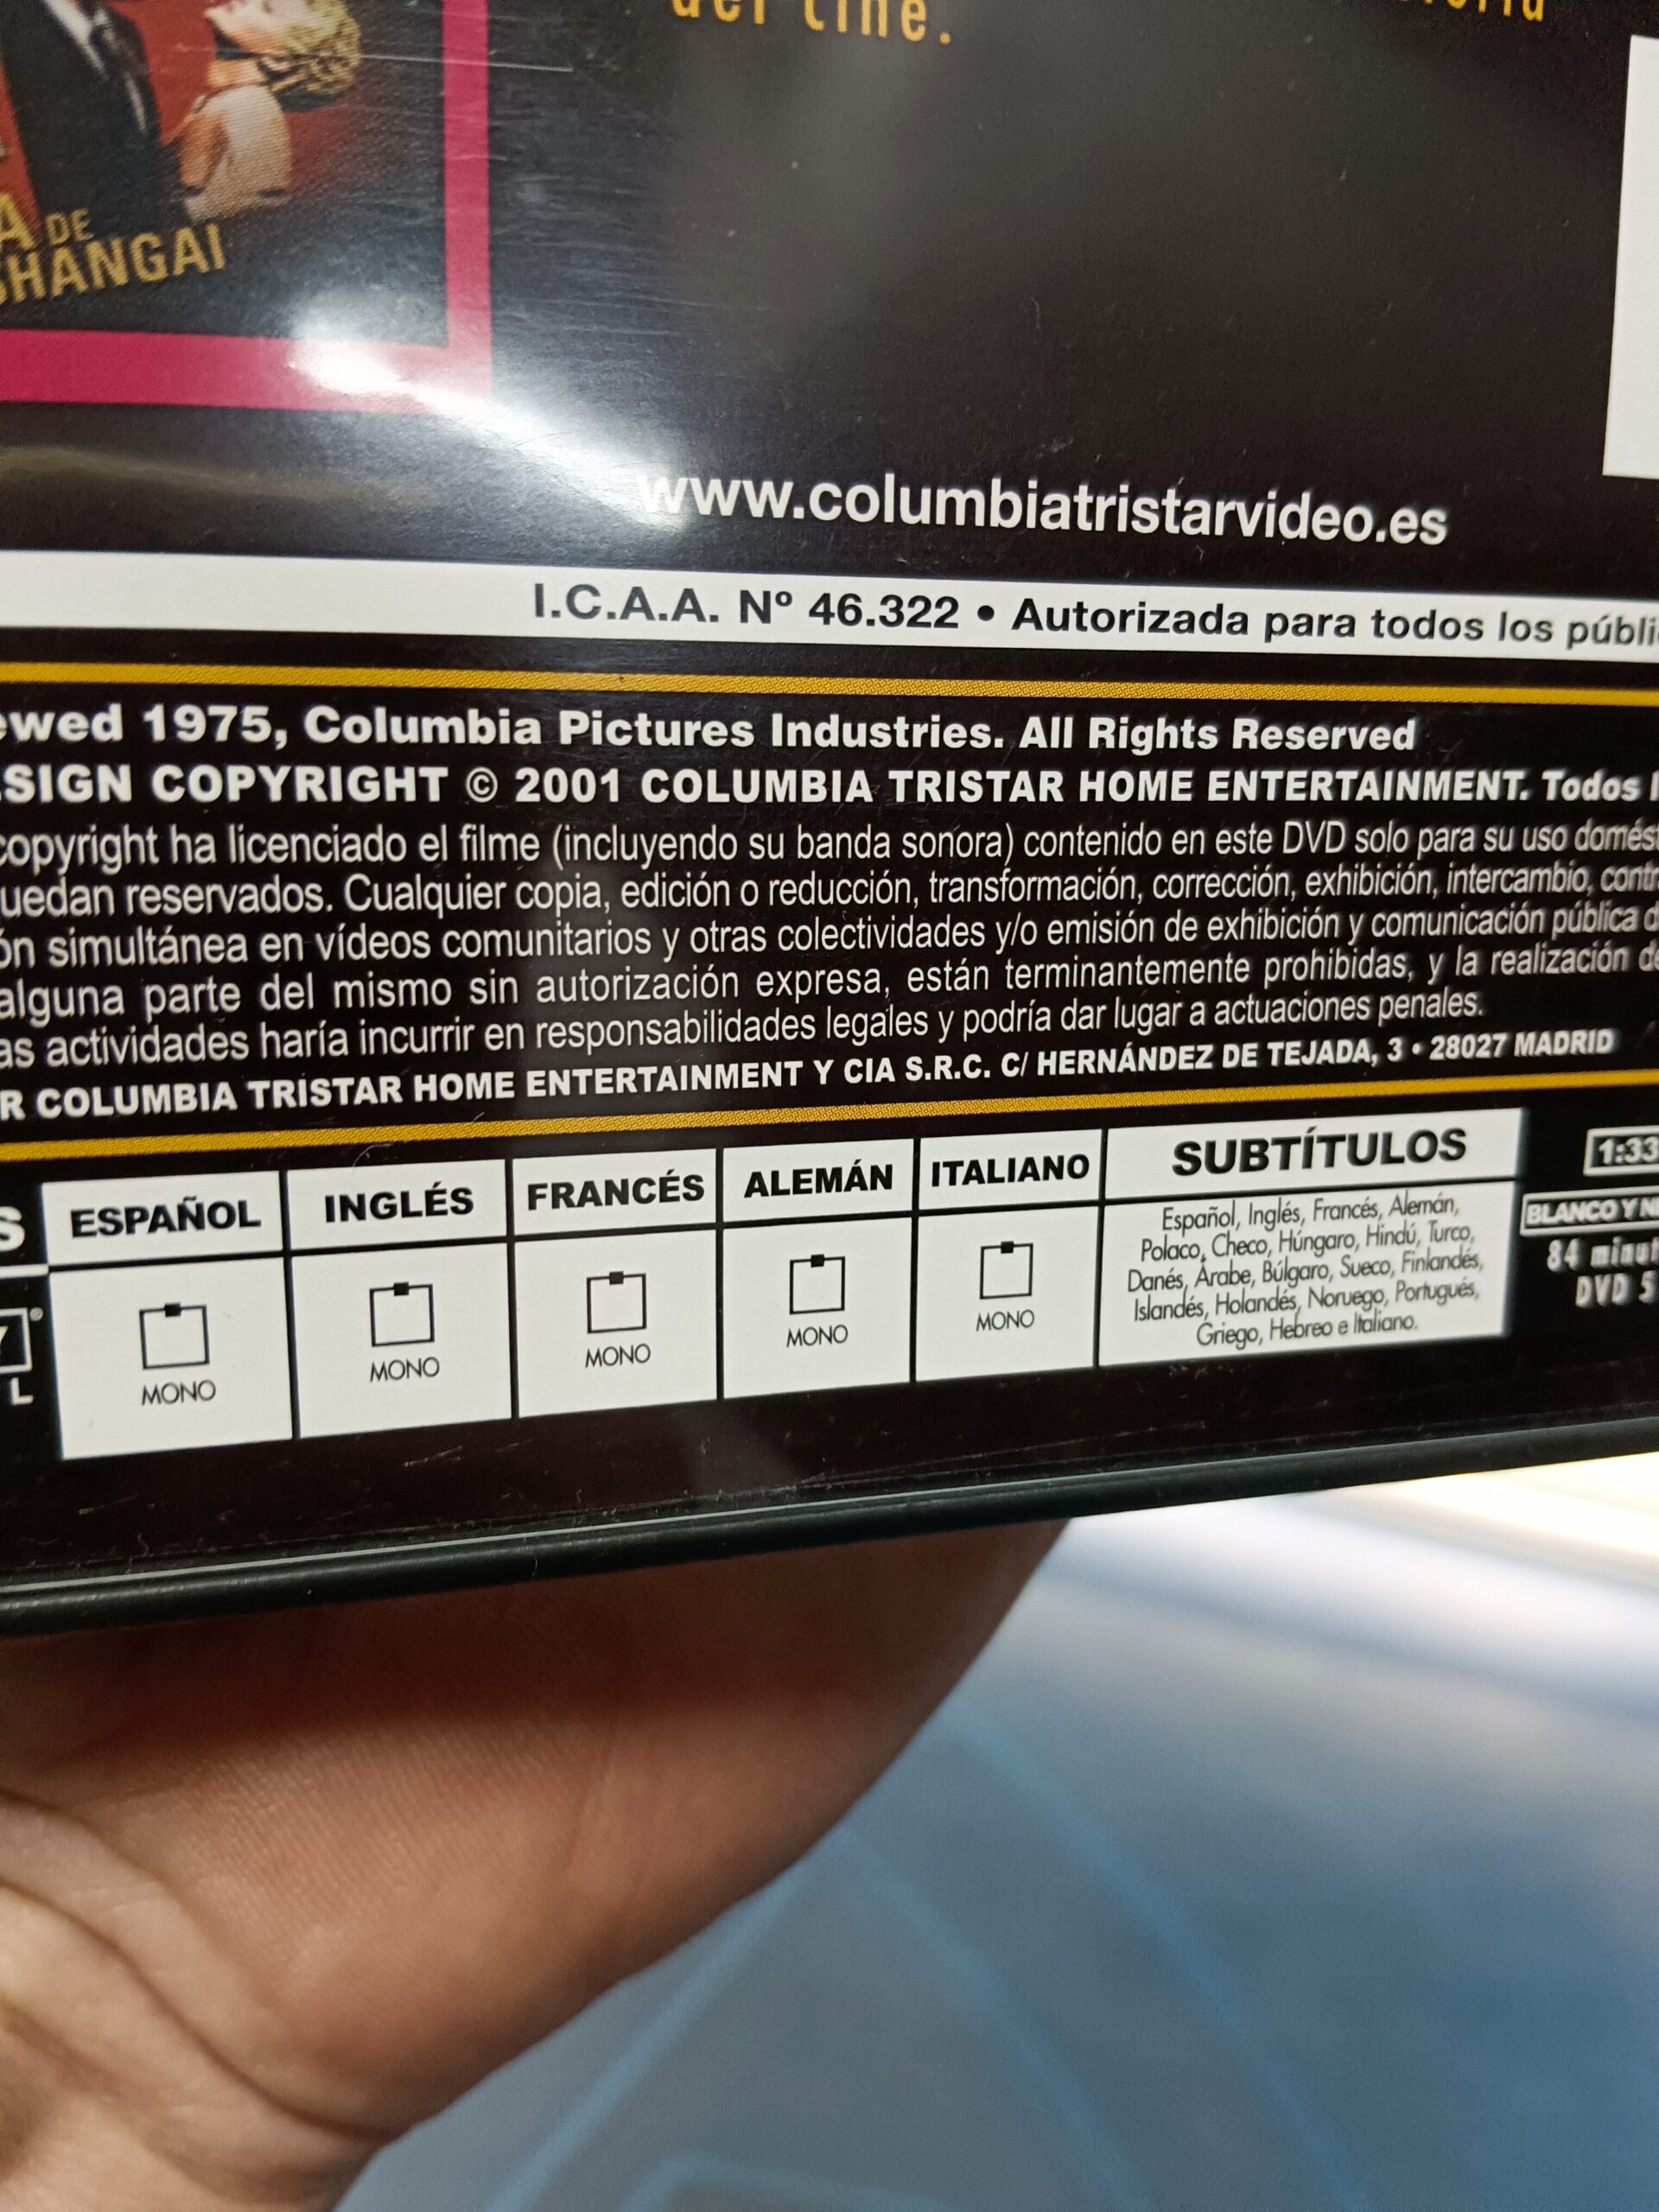 del cine.
A DE
SHANGAI
www.columbiatristarvideo.es
I.C.A.A. Nº 46.322 • Autorizada para todos los públi
ewed 1975, Columbia Pictures Industries. All Rights Reserved
SIGN COPYRIGHT © 2001 COLUMBIA TRISTAR HOME ENTERTAINMENT. Todos l
copyright ha licenciado el filme (incluyendo su banda sonora) contenido en este DVD solo para su uso domést
uedan reservados. Cualquier copia, edición o reducción, transformación, corrección, exhibición, intercambio, contr
ón simultánea en vídeos comunitarios y otras colectividades y/o emisión de exhibición y comunicación pública d
alguna parte del mismo sin autorización expresa, están terminantemente prohibidas, y la realización de
as actividades haría incurrir en responsabilidades legales y podría dar lugar a actuaciones penales.
R COLUMBIA TRISTAR HOME ENTERTAINMENT Y CIA S.R.C. C/ HERNÁNDEZ DE TEJADA, 3 • 28027 MADRID
S ESPAÑOL INGLÉS FRANCÉS ALEMÁN ITALIANO SUBTÍTULOS 1:33
MONO MONO MONO MONO MONO
Español, Inglés, Francés, Alemán,
Polaco, Checo, Húngaro, Hindú, Turco,
Danés, Árabe, Búlgaro, Sueco, Finlandés,
Islandés, Holandés, Noruego, Portugués,
Griego, Hebreo e Italiano.
BLANCO Y NE
84 minut
DVD 5
L